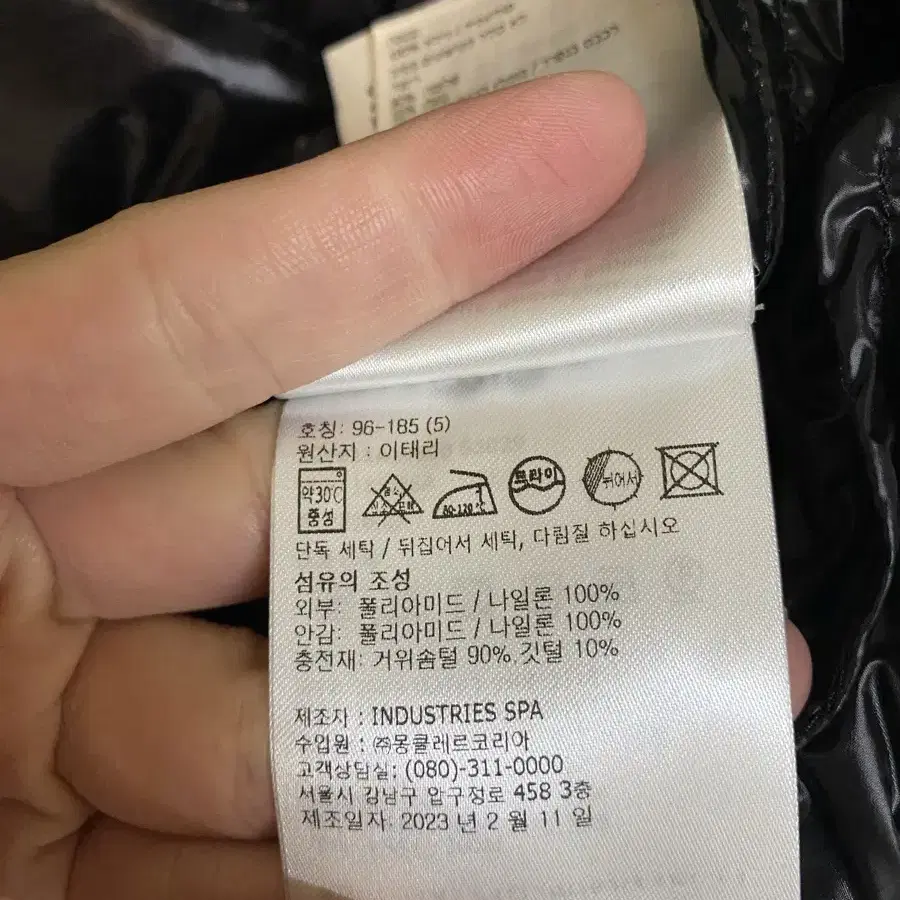 호칭: 96-185 (5)
원산지 : 이태리
약30℃
중성
80-120℃
드라이
뉘어서
단독 세탁 / 뒤집어서 세탁, 다림질 하십시오
섬유의 조성
외부: 폴리아미드 / 나일론 100%
안감: 폴리아미드 / 나일론 100%
충전재: 거위솜털 90% 깃털 10%
제조자 : INDUSTRIES SPA
수입원 : ㈜몽클레르코리아
고객상담실: (080)-311-0000
서울시 강남구 압구정로 458 3층
제조일자: 2023 년 2 월 11 일